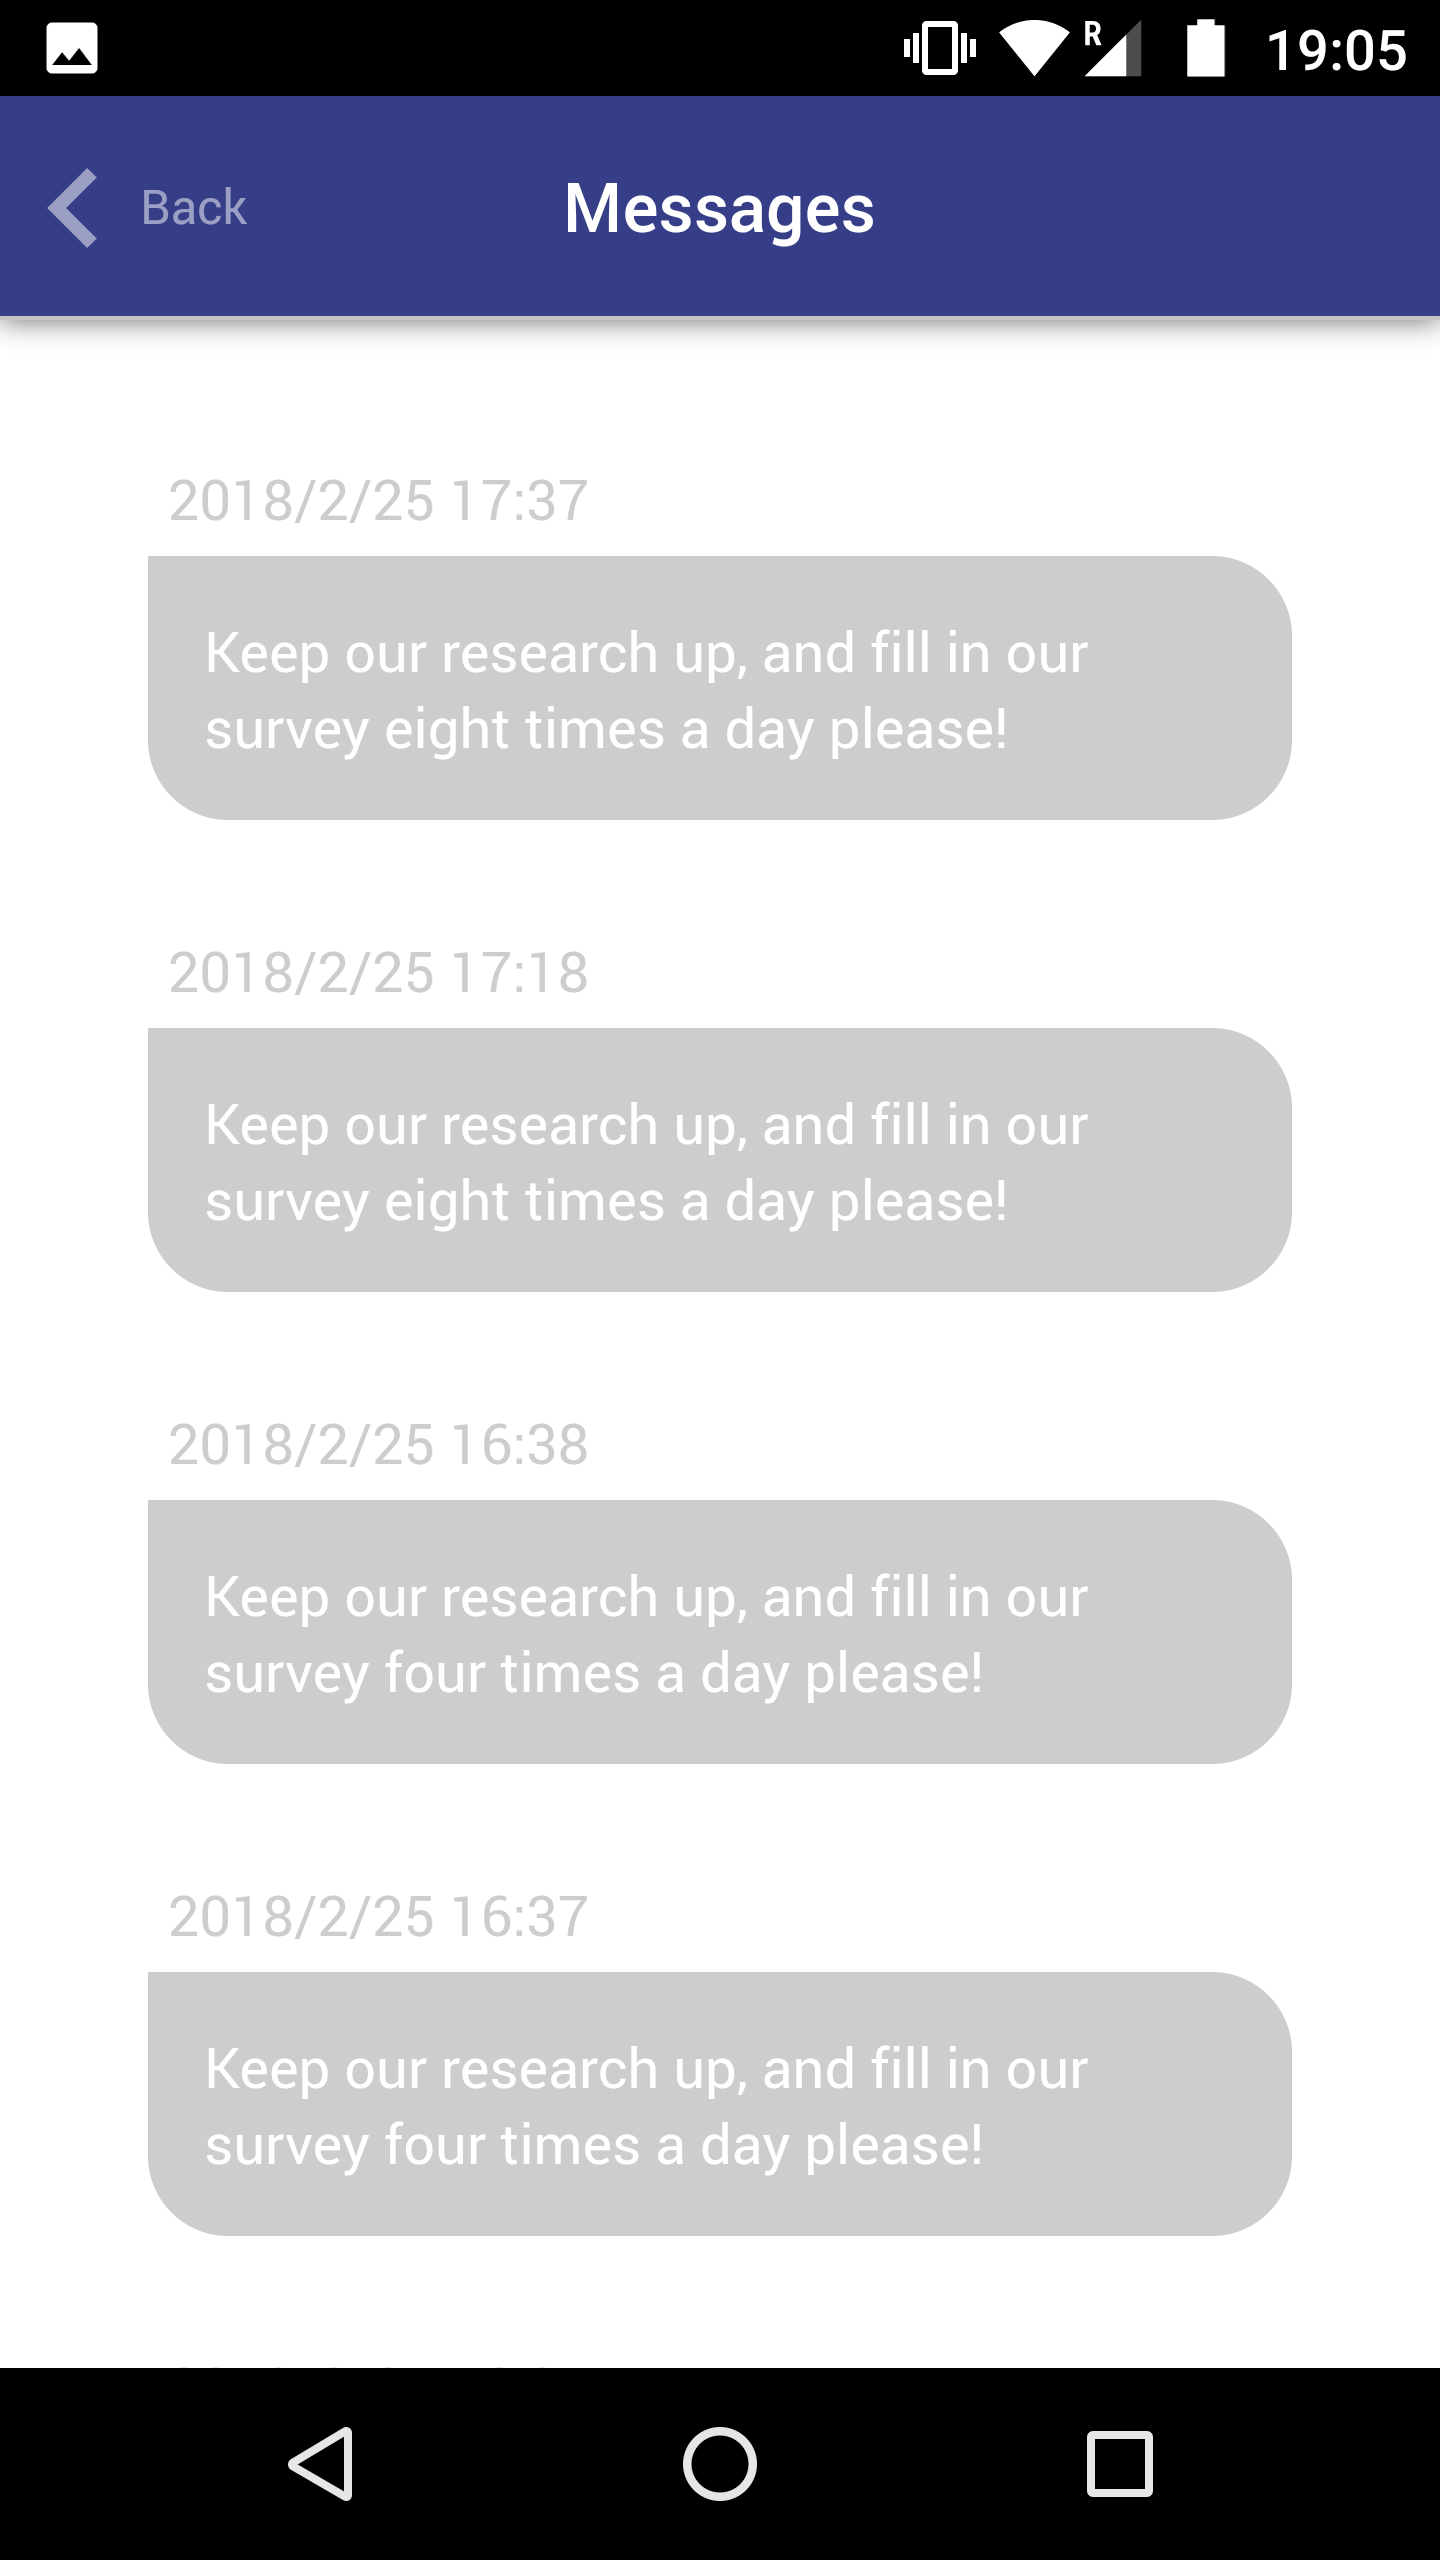 R 19:05
Back Messages
2018/2/25 17:37
Keep our research up, and fill in our
survey eight times a day please!
2018/2/25 17:18
Keep our research up, and fill in our
survey eight times a day please!
2018/2/25 16:38
Keep our research up, and fill in our
survey four times a day please!
2018/2/25 16:37
Keep our research up, and fill in our
survey four times a day please!